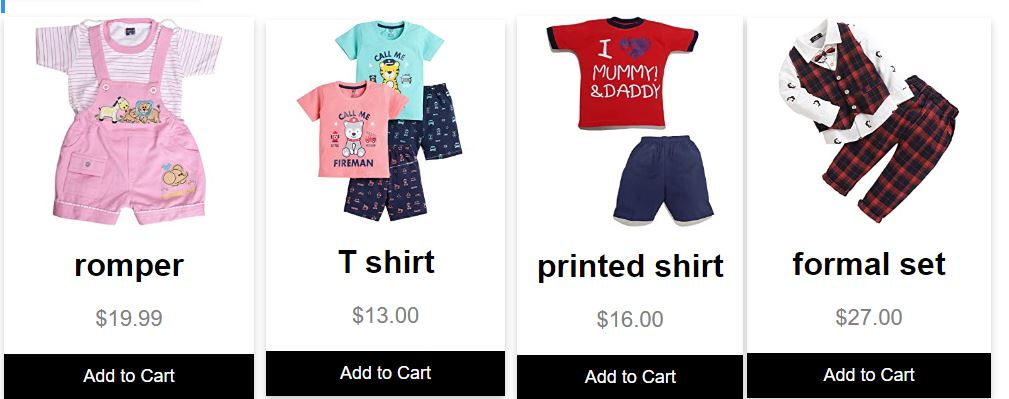 CALL ME
CALL ME
FIREMAN
I
MUMMY!
&DADDY
romper
T shirt
printed shirt
formal set
$19.99
$13.00
$16.00
$27.00
Add to Cart
Add to Cart
Add to Cart
Add to Cart